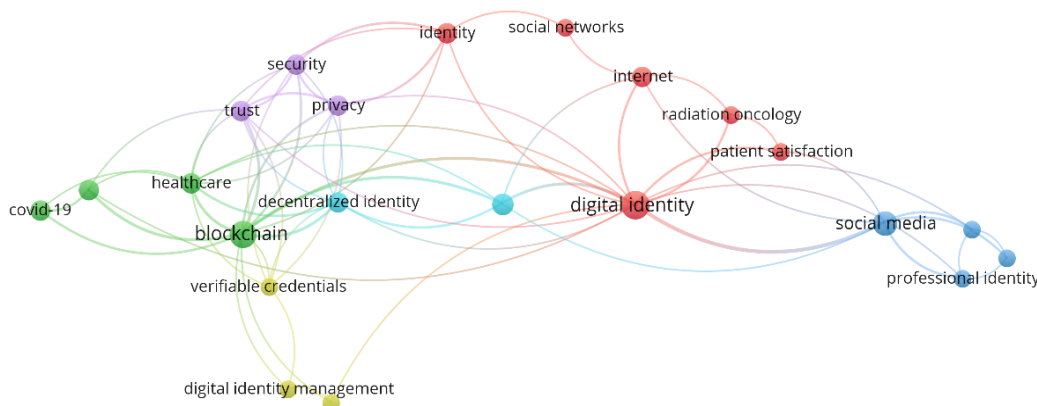 identity
social networks
security
internet
trust
privacy
radiation oncology
patient satisfaction
healthcare
covid-19
decentralized identity
digital identity
blockchain
social media
verifiable credentials
professional identity
digital identity management